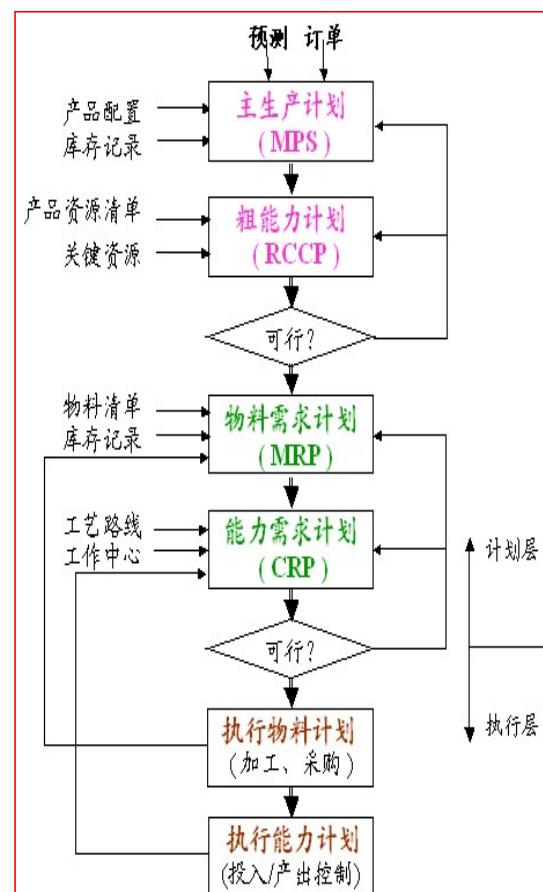 预测 订单
产品配置
库存记录
主生产计划
(MPS)
产品资源清单
关键资源
粗能力计划
(RCCP)
可行?
物料清单
库存记录
物料需求计划
(MRP)
工艺路线
工作中心
能力需求计划
(CRP)
计划层
可行?
执行层
执行物料计划
(加工、采购)
执行能力计划
(投入/产出控制)